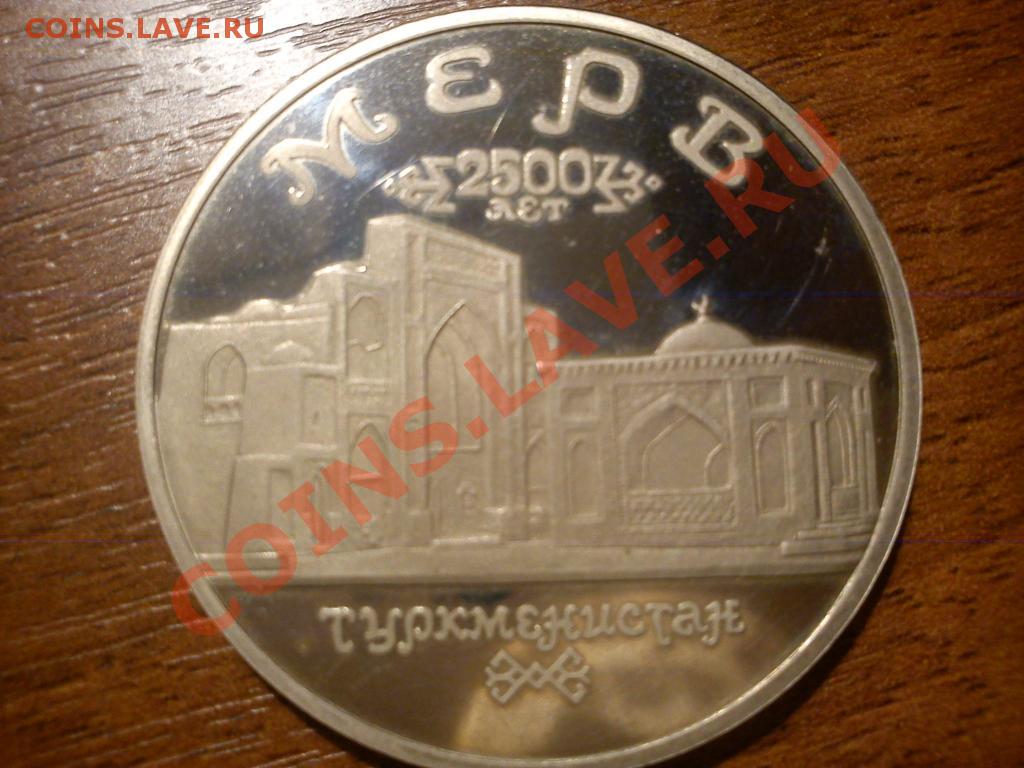 COINS.LAVE.RU
МЕРВ
2500
ЛЕТ
COINS.LAVE.RU
ТУРКМЕНИСТАН